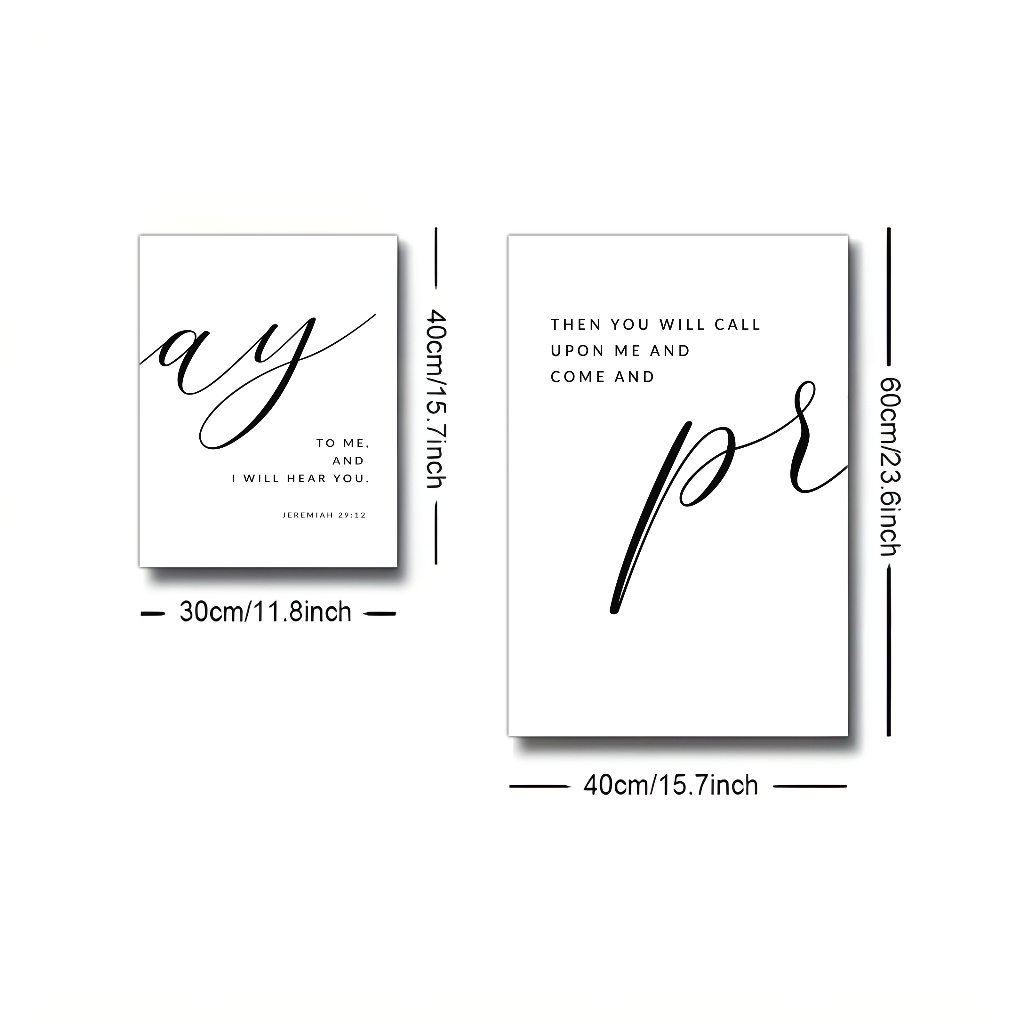 ay
TO ME,
AND
I WILL HEAR YOU.
JEREMIAH 29:12
40cm/15.7inch
30cm/11.8inch
THEN YOU WILL CALL
UPON ME AND
COME AND
pr
60cm/23.6inch
40cm/15.7inch